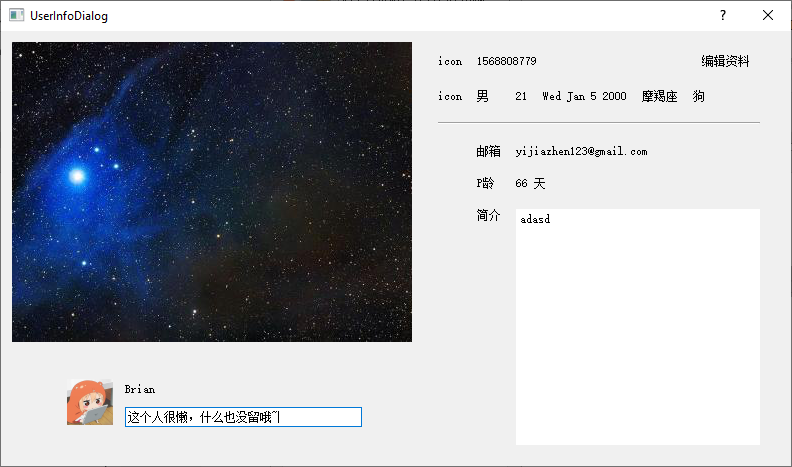 UserInfoDialog
icon 1568808779 编辑资料
icon 男 21 Wed Jan 5 2000 摩羯座 狗
邮箱 yijiazhen123@gmail.com
P龄 66 天
简介 adasd
Brian
这个人很懒，什么也没留哦~